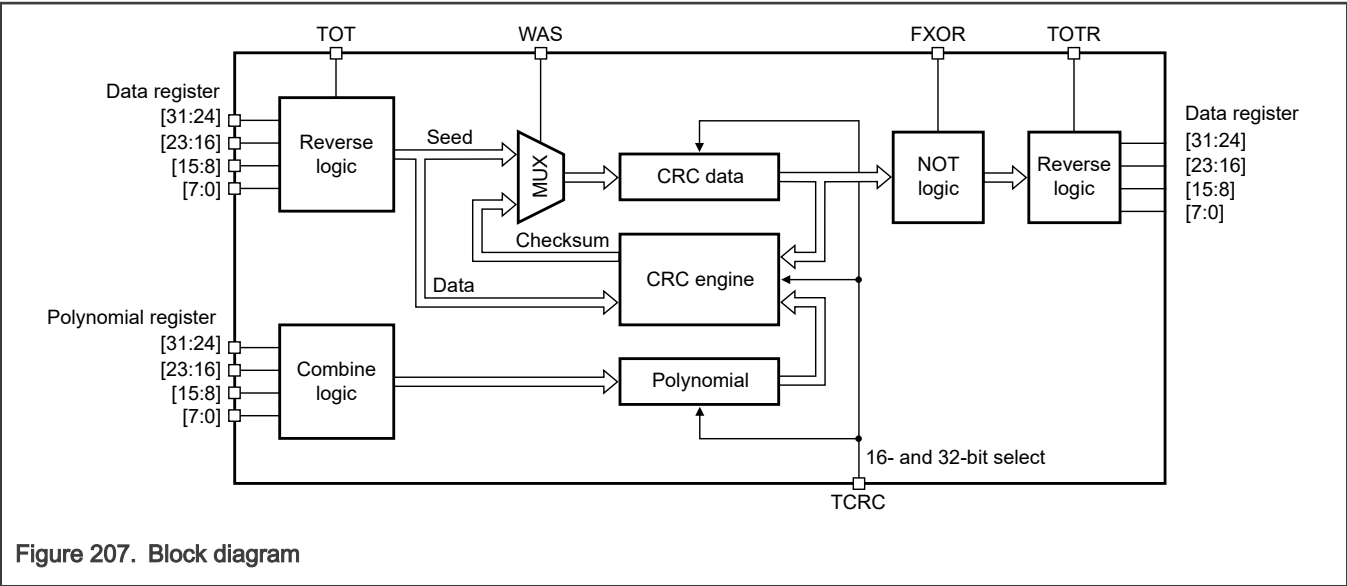 TOT
WAS
FXOR
TOTR
Data register
[31:24]
[23:16]
[15:8]
[7:0]
Reverse
logic
Seed
MUX
CRC data
NOT
logic
Reverse
logic
Data register
[31:24]
[23:16]
[15:8]
[7:0]
Checksum
CRC engine
Data
Polynomial register
[31:24]
[23:16]
[15:8]
[7:0]
Combine
logic
Polynomial
16- and 32-bit select
TCRC
Figure 207. Block diagram